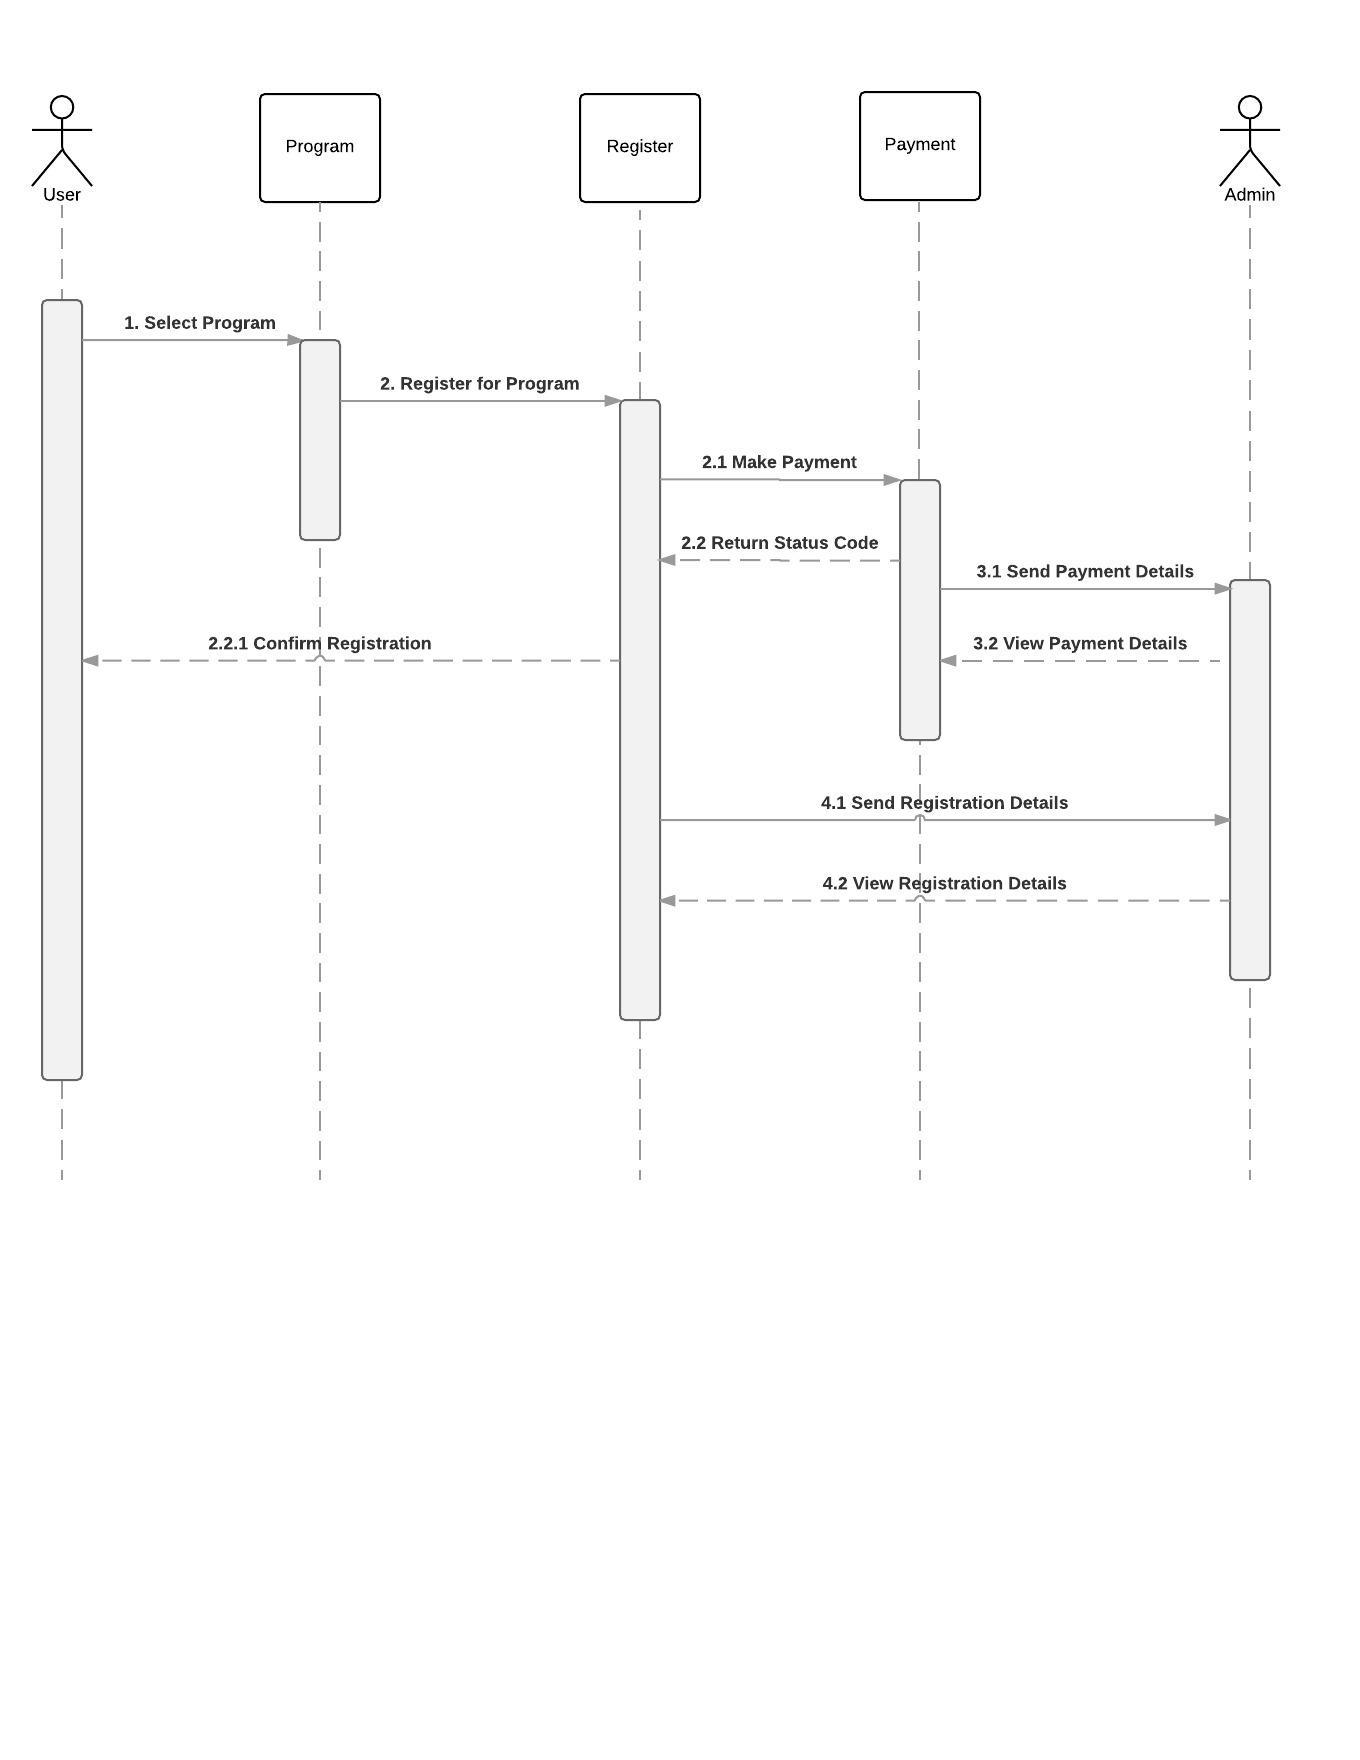 User
Program
Register
Payment
Admin
1. Select Program
2. Register for Program
2.1 Make Payment
2.2 Return Status Code
3.1 Send Payment Details
2.2.1 Confirm Registration
3.2 View Payment Details
4.1 Send Registration Details
4.2 View Registration Details